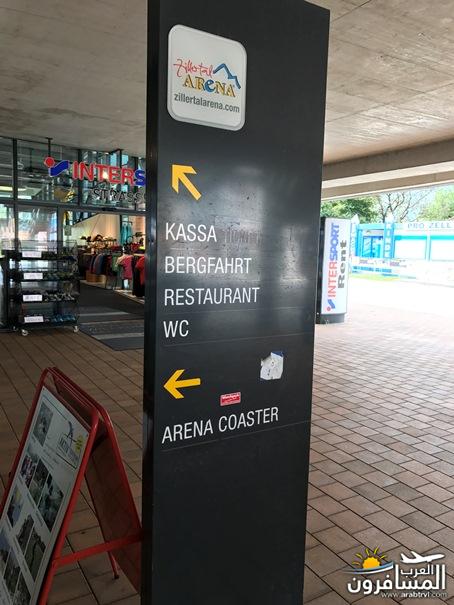 Zillertal
ARENA
zillertalarena.com
INTERSPORT
KASSA
BERGFAHRT
RESTAURANT
WC
ARENA COASTER
INTERSPORT
Rent
PRO ZELL
العرب
المسافرون
www.arabtrvl.com